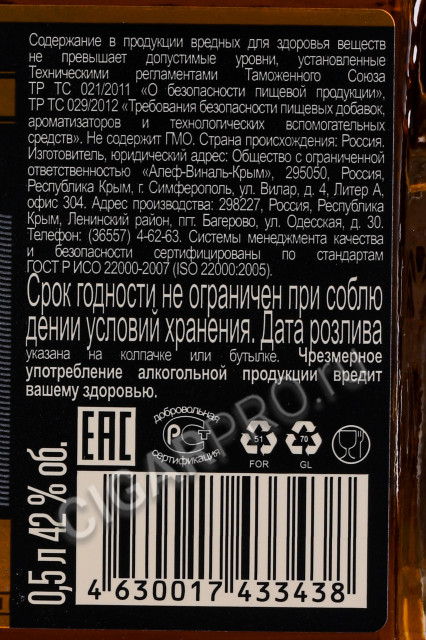 Содержание в продукции вредных для здоровья веществ
не превышает допустимые уровни, установленные
Техническими регламентами Таможенного Союза
ТР ТС 021/2011 «О безопасности пищевой продукции»,
ТР ТС 029/2012 «Требования безопасности пищевых добавок,
ароматизаторов и технологических вспомогательных
средств». Не содержит ГМО. Страна происхождения: Россия.
Изготовитель, юридический адрес: Общество с ограниченной
ответственностью «Алеф-Виналь-Крым», 295050, Россия,
Республика Крым, г. Симферополь, ул. Вилар, д. 4, Литер А,
офис 304. Адрес производства: 298227, Россия, Республика
Крым, Ленинский район, пгт. Багерово, ул. Одесская, д. 30.
Телефон: (36557) 4-62-63. Системы менеджмента качества
и безопасности сертифицированы по стандартам
ГОСТ Р ИСО 22000-2007 (ISO 22000:2005).
Срок годности не ограничен при соблю
дении условий хранения. Дата розлива
указана на колпачке или бутылке. Чрезмерное
употребление алкогольной продукции вредит
вашему здоровью.
EAC
добровольная
РСТ
сертификация
51
FOR
70
GL
0,5 л 42 % об.
4 630017 433438
CIGARPRO.RU